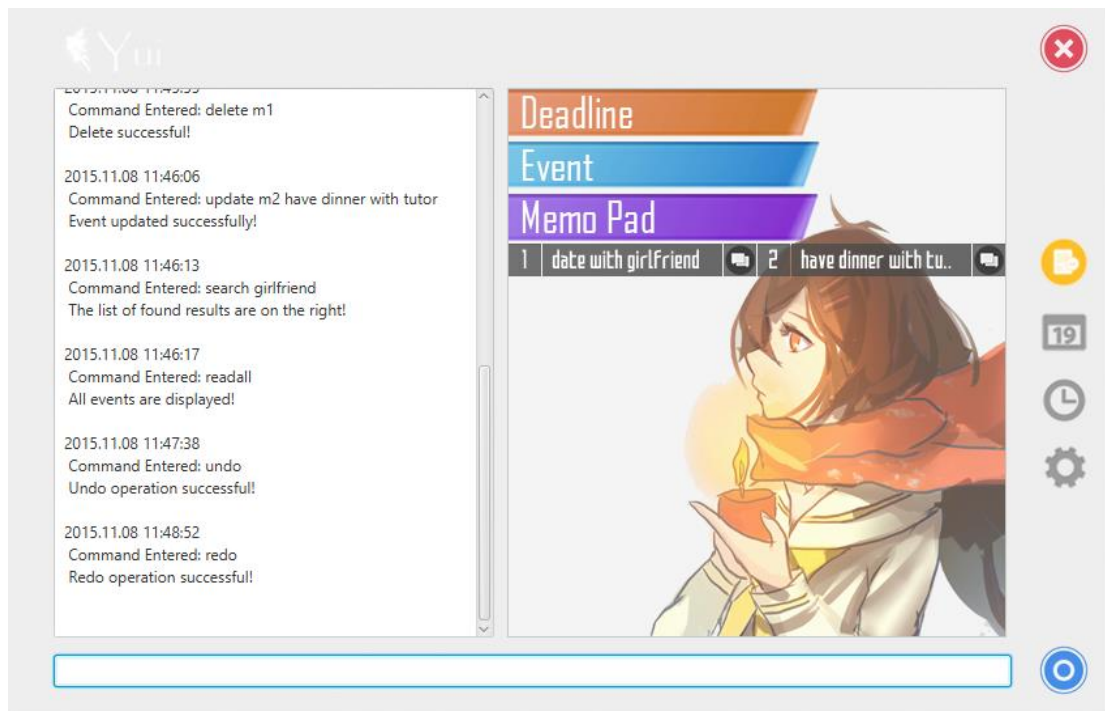 Yui
Command Entered: delete m1
Delete successful!
2015.11.08 11:46:06
Command Entered: update m2 have dinner with tutor
Event updated successfully!
2015.11.08 11:46:13
Command Entered: search girlfriend
The list of found results are on the right!
2015.11.08 11:46:17
Command Entered: readall
All events are displayed!
2015.11.08 11:47:38
Command Entered: undo
Undo operation successful!
2015.11.08 11:48:52
Command Entered: redo
Redo operation successful!
Deadline
Event
Memo Pad
1 date with girlfriend 2 have dinner with tu..
19